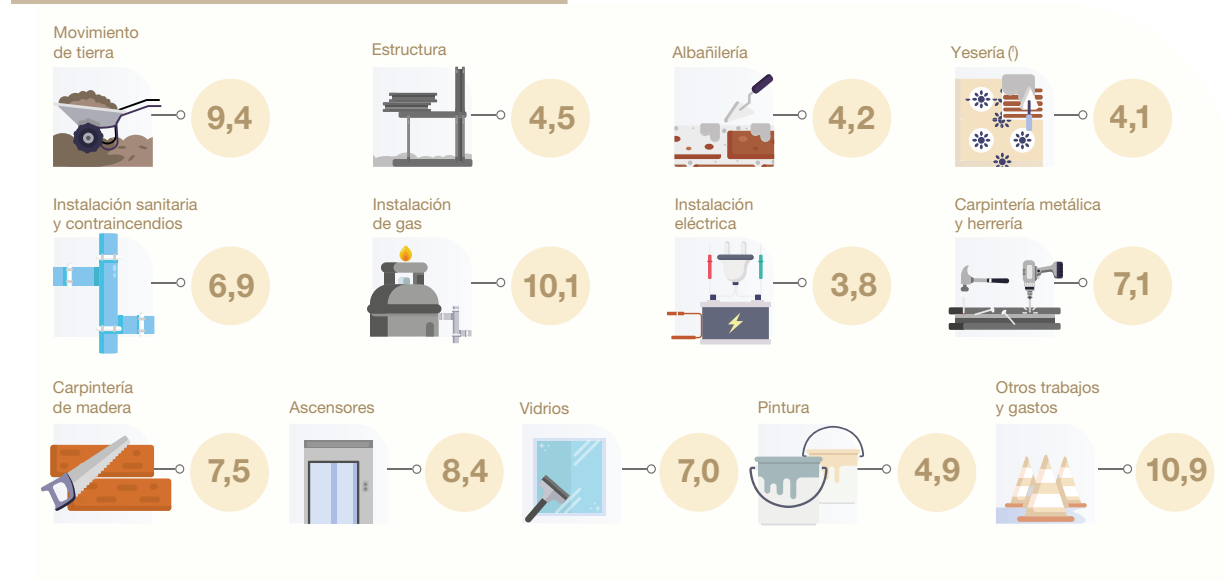 Movimiento
de tierra
9,4
Estructura
4,5
Albañilería
4,2
Yesería (¹)
4,1
Instalación sanitaria
y contraincendios
6,9
Instalación
de gas
10,1
Instalación
eléctrica
3,8
Carpintería metálica
y herrería
7,1
Carpintería
de madera
7,5
Ascensores
8,4
Vidrios
7,0
Pintura
4,9
Otros trabajos
y gastos
10,9